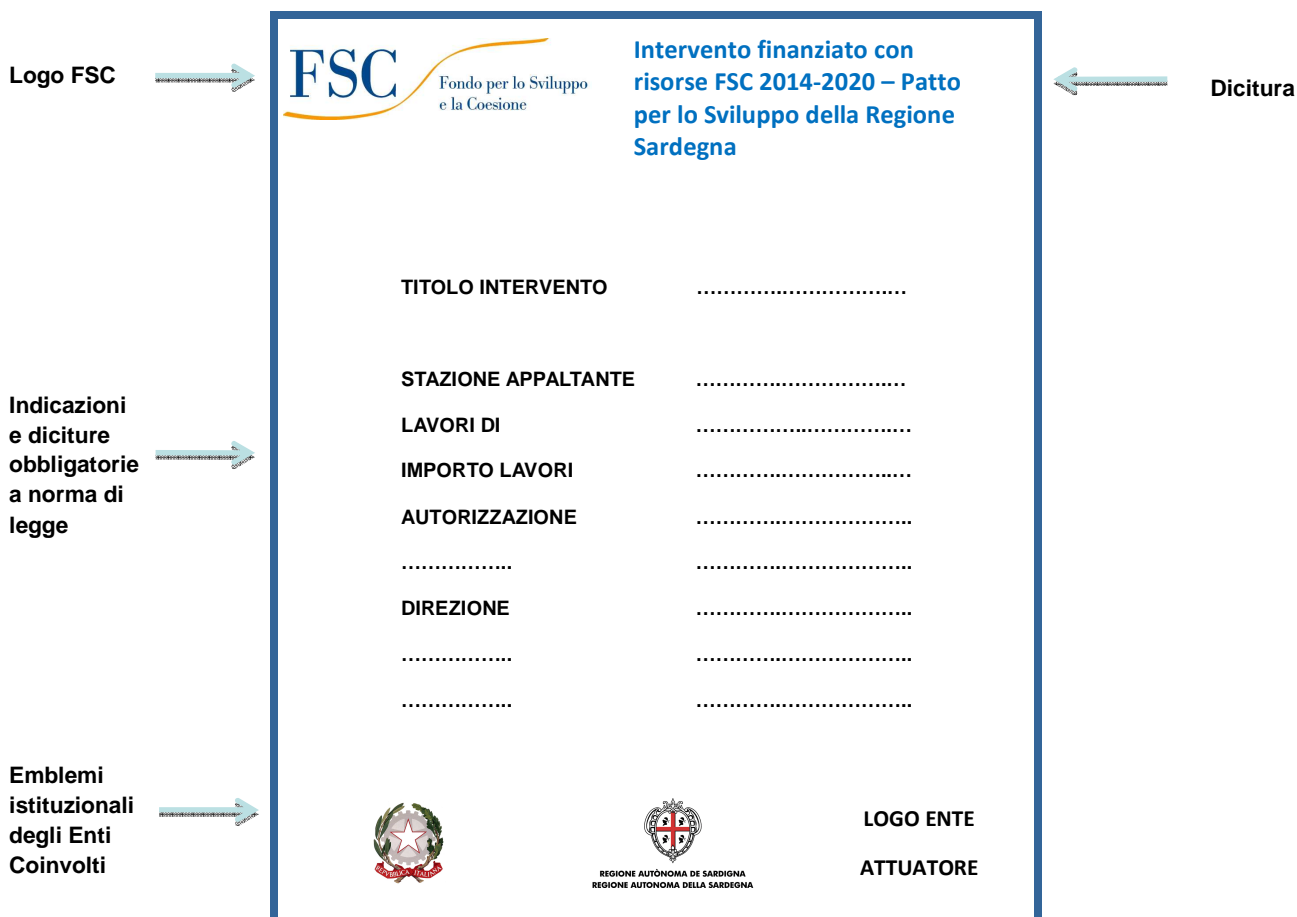 Logo FSC
FSC
Fondo per lo Sviluppo
e la Coesione
Intervento finanziato con
risorse FSC 2014-2020 – Patto
per lo Sviluppo della Regione
Sardegna
Dicitura
TITOLO INTERVENTO ………….…………….…
STAZIONE APPALTANTE ………….…………….…
LAVORI DI ……………..………….…
IMPORTO LAVORI ………….……………..…
AUTORIZZAZIONE ………….………………..
…………….. ………….………………..
DIREZIONE ………….………………..
…………….. ………….………………..
…………….. ………….………………..
Indicazioni
e diciture
obbligatorie
a norma di
legge
Emblemi
istituzionali
degli Enti
Coinvolti
REPVBBLICA ITALIANA
REGIONE AUTÒNOMA DE SARDIGNA
REGIONE AUTONOMA DELLA SARDEGNA
LOGO ENTE
ATTUATORE